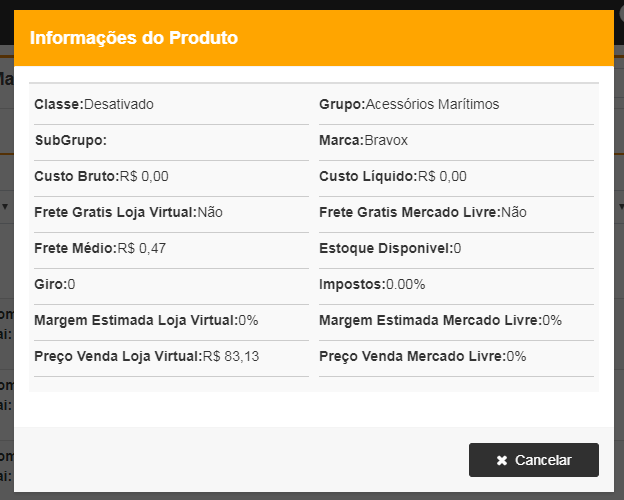 Informações do Produto
Classe:Desativado Grupo:Acessórios Marítimos
SubGrupo: Marca:Bravox
Custo Bruto:R$ 0,00 Custo Líquido:R$ 0,00
Frete Gratis Loja Virtual:Não Frete Gratis Mercado Livre:Não
Frete Médio:R$ 0,47 Estoque Disponivel:0
Giro:0 Impostos:0.00%
Margem Estimada Loja Virtual:0% Margem Estimada Mercado Livre:0%
Preço Venda Loja Virtual:R$ 83,13 Preço Venda Mercado Livre:0%
Cancelar